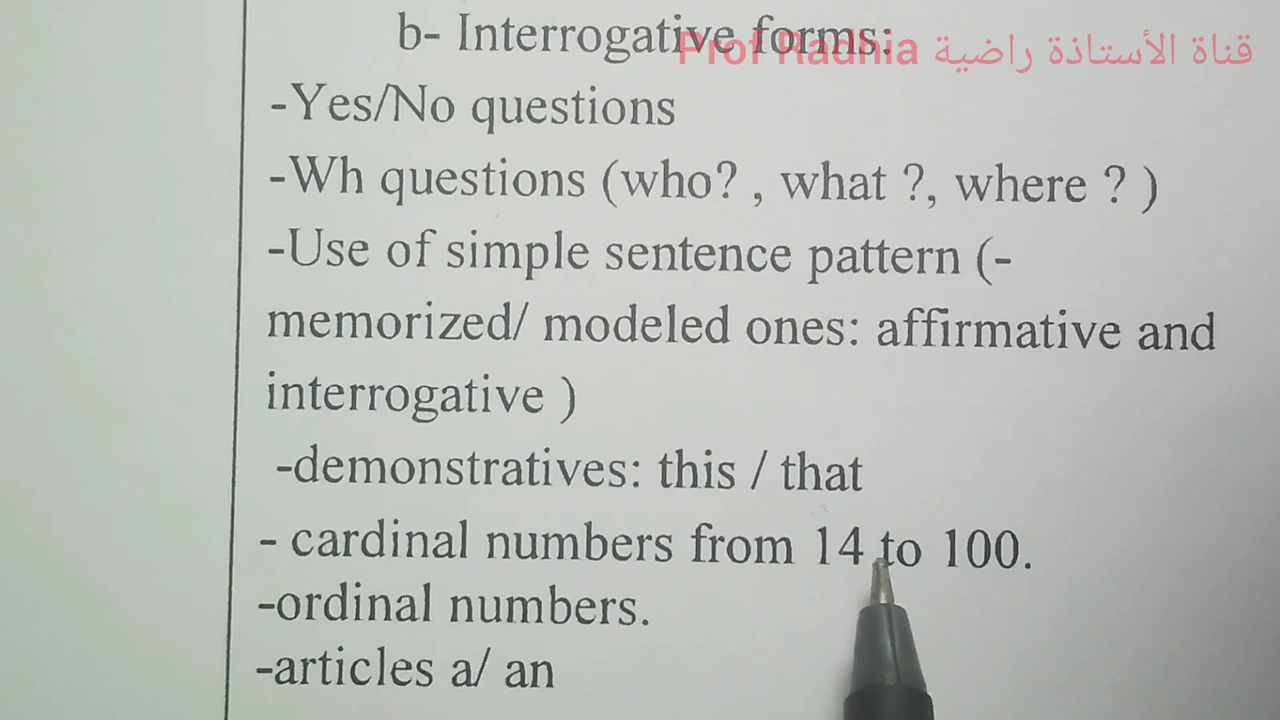 b- Interrogative forms:
Prof Radhia قناة الأستاذة راضية
-Yes/No questions
-Wh questions (who? , what ?, where ? )
-Use of simple sentence pattern (-
memorized/ modeled ones: affirmative and
interrogative )
-demonstratives: this / that
- cardinal numbers from 14 to 100.
-ordinal numbers.
-articles a/ an